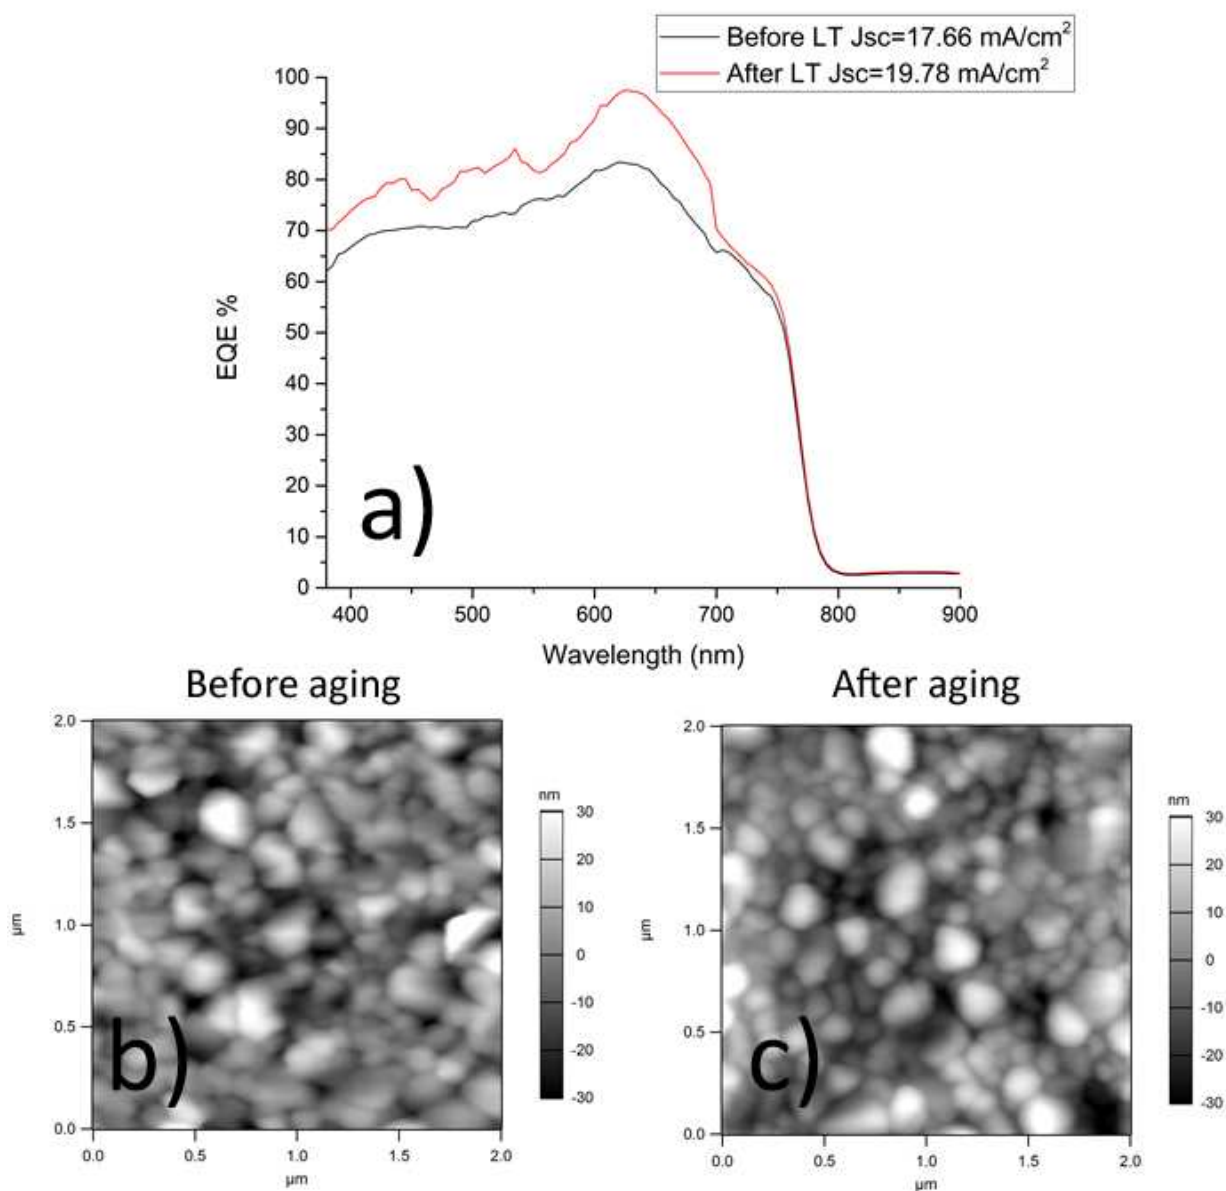 Before LT Jsc=17.66 mA/cm²
After LT Jsc=19.78 mA/cm²
100
90
80
70
60
50
40
30
20
10
0
EQE %
a)
400 500 600 700 800 900
Wavelength (nm)
Before aging
2.0
1.5
1.0
0.5
0.0
µm
b)
0.0 0.5 1.0 1.5 2.0
µm
nm
30
20
10
0
-10
-20
-30
After aging
2.0
1.5
1.0
0.5
0.0
µm
c)
0.0 0.5 1.0 1.5 2.0
µm
nm
30
20
10
0
-10
-20
-30